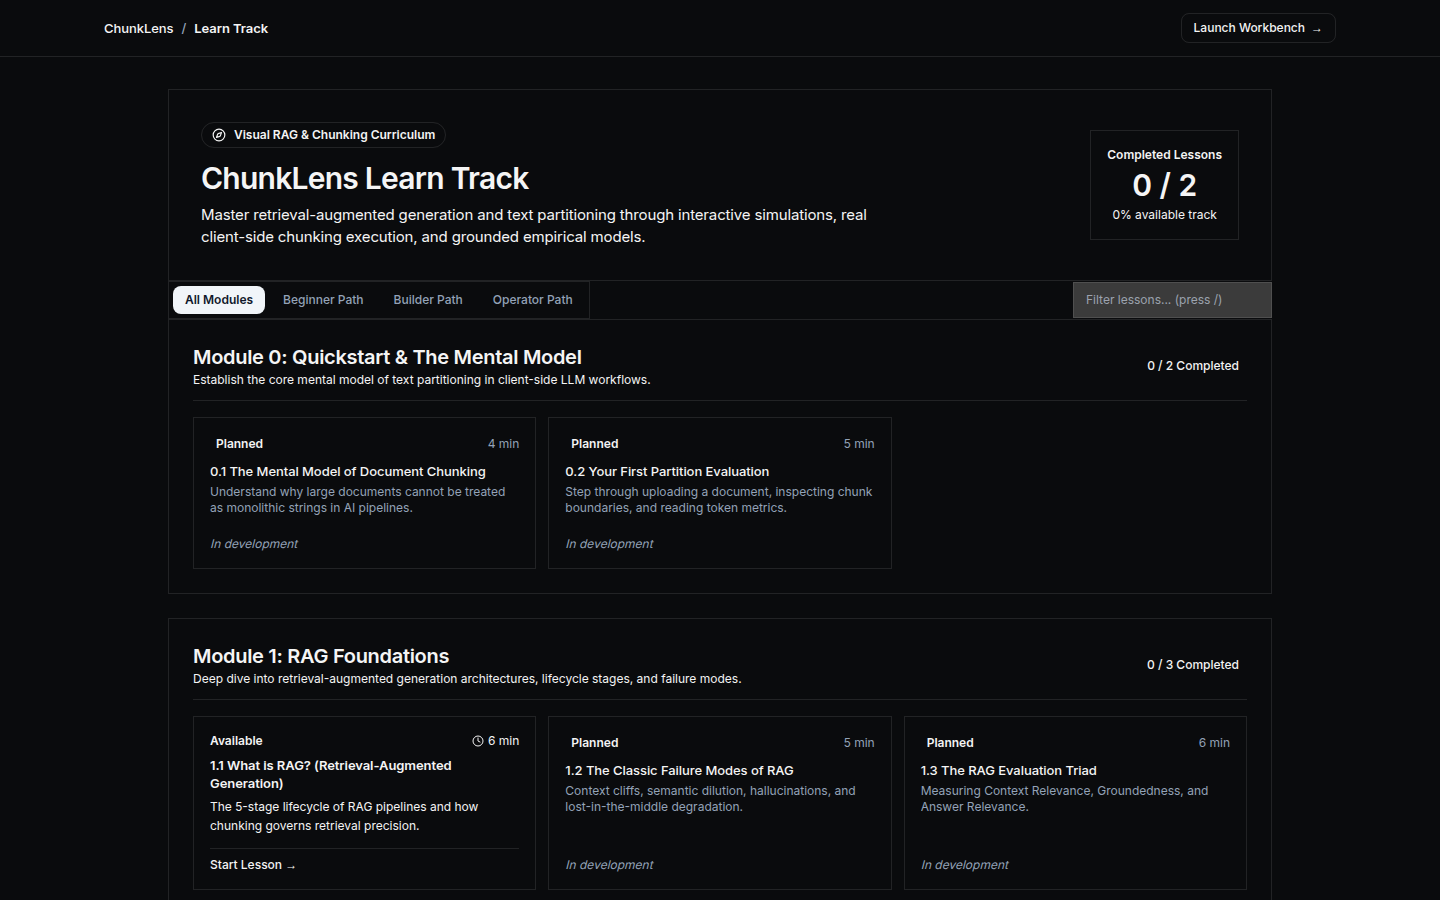 ChunkLens / Learn Track
Launch Workbench →
Visual RAG & Chunking Curriculum
ChunkLens Learn Track
Master retrieval-augmented generation and text partitioning through interactive simulations, real
client-side chunking execution, and grounded empirical models.
Completed Lessons
0 / 2
0% available track
All Modules
Beginner Path
Builder Path
Operator Path
Filter lessons... (press /)
Module 0: Quickstart & The Mental Model
Establish the core mental model of text partitioning in client-side LLM workflows.
0 / 2 Completed
Planned
4 min
0.1 The Mental Model of Document Chunking
Understand why large documents cannot be treated
as monolithic strings in AI pipelines.
In development
Planned
5 min
0.2 Your First Partition Evaluation
Step through uploading a document, inspecting chunk
boundaries, and reading token metrics.
In development
Module 1: RAG Foundations
Deep dive into retrieval-augmented generation architectures, lifecycle stages, and failure modes.
0 / 3 Completed
Available
6 min
1.1 What is RAG? (Retrieval-Augmented
Generation)
The 5-stage lifecycle of RAG pipelines and how
chunking governs retrieval precision.
Start Lesson →
Planned
5 min
1.2 The Classic Failure Modes of RAG
Context cliffs, semantic dilution, hallucinations, and
lost-in-the-middle degradation.
In development
Planned
6 min
1.3 The RAG Evaluation Triad
Measuring Context Relevance, Groundedness, and
Answer Relevance.
In development